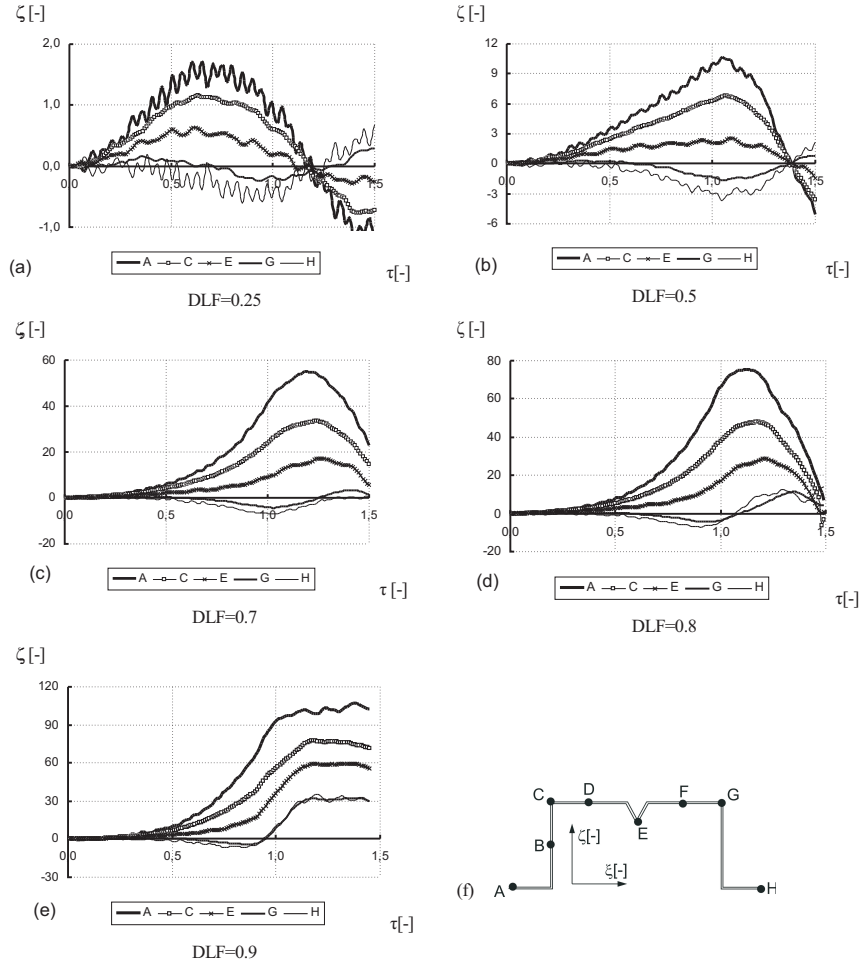 ζ [-]
2,0
1,0
0,0
-1,0
0,0 0,5 1,0 1,5
(a)
A C E G H
τ[-]
DLF=0.25
ζ [-]
12
9
6
3
0
-3
-6
0,0 0,5 1,0 1,5
(b)
A C E G H
τ[-]
DLF=0.5
ζ [-]
60
40
20
0
-20
0,0 0,5 1,0 1,5
(c)
A C E G H
τ [-]
DLF=0.7
ζ [-]
80
60
40
20
0
-20
0,0 0,5 1,0 1,5
(d)
A C E G H
τ[-]
DLF=0.8
ζ [-]
120
90
60
30
0
-30
0,0 0,5 1,0 1,5
(e)
A C E G H
τ[-]
DLF=0.9
C D F G
E
B ζ[-]
ξ[-]
(f) A H